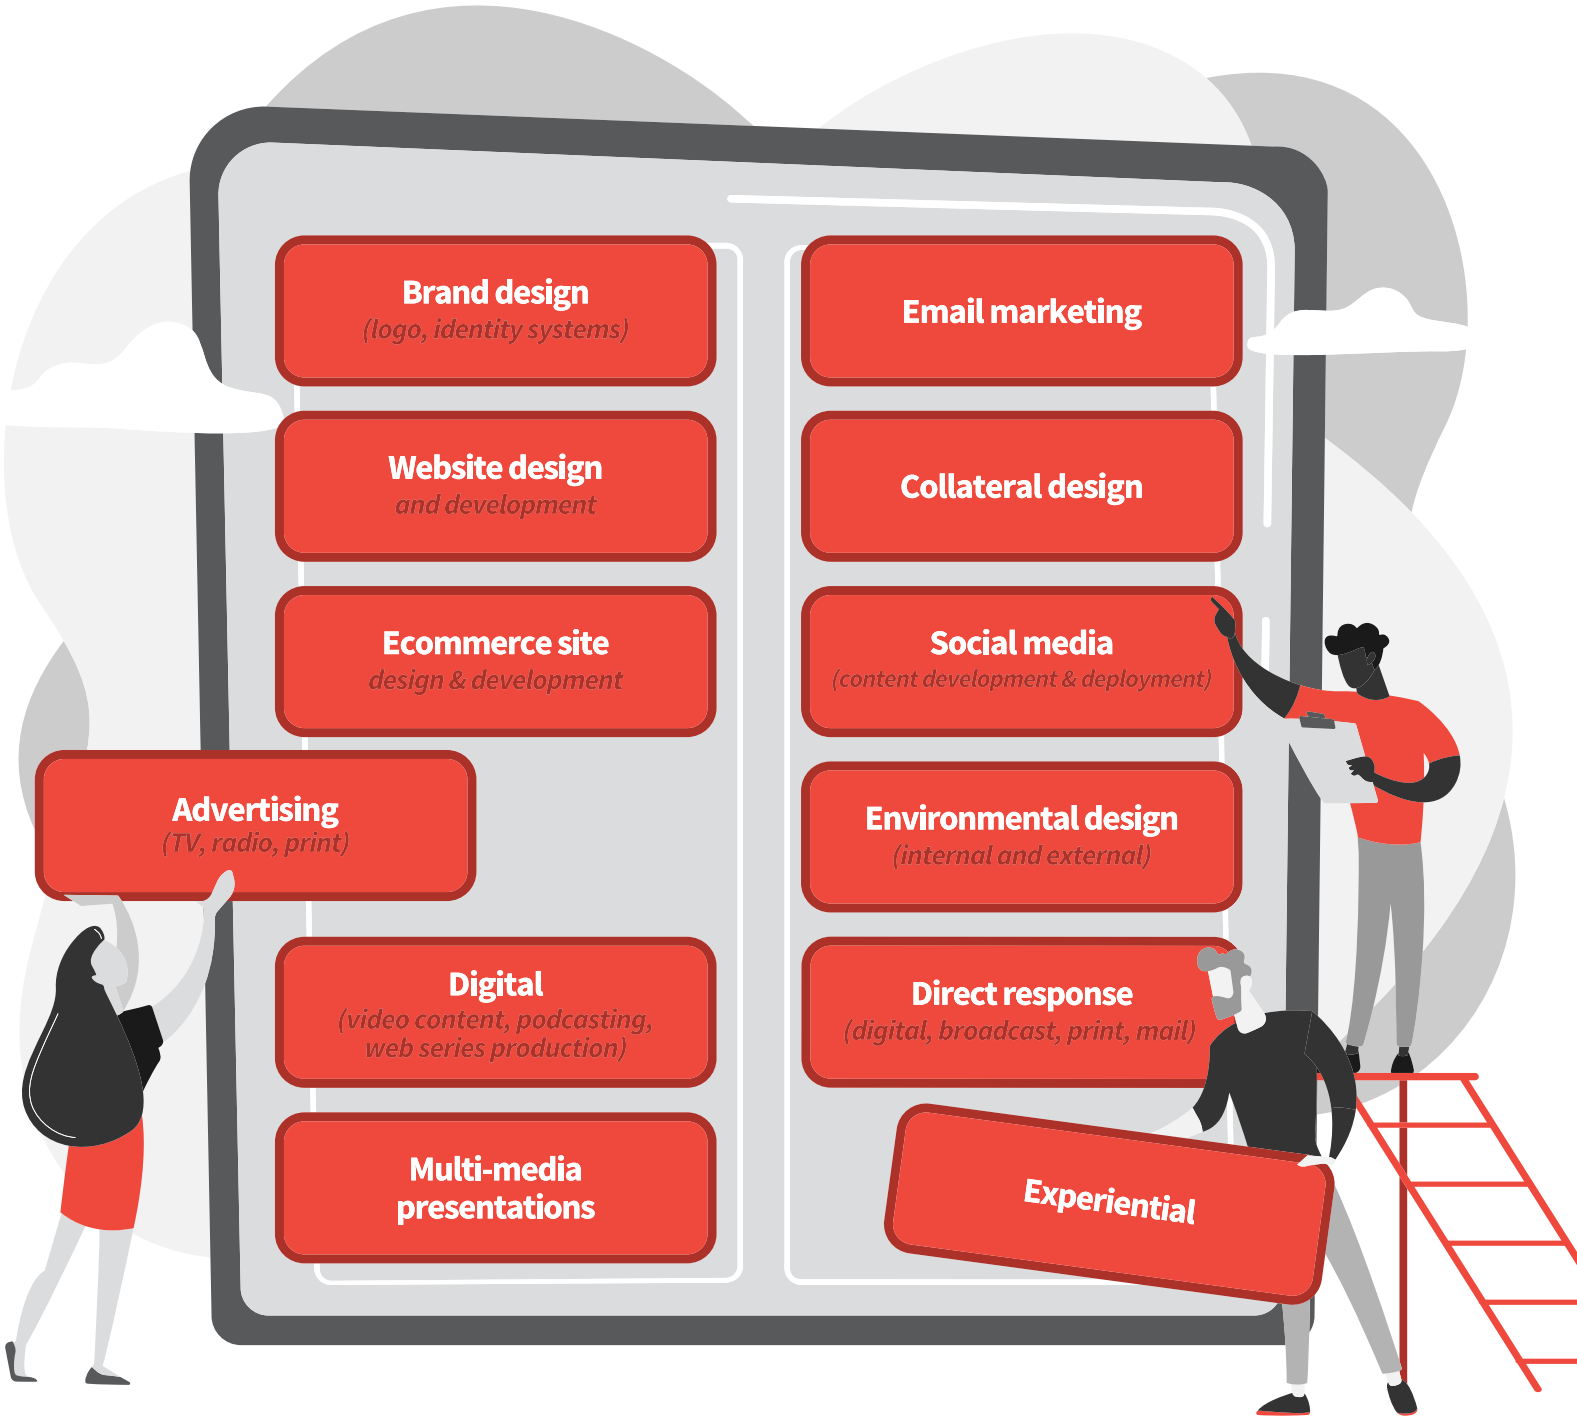 Brand design
(logo, identity systems)
Website design
and development
Ecommerce site
design & development
Advertising
(TV, radio, print)
Digital
(video content, podcasting,
web series production)
Multi-media
presentations
Email marketing
Collateral design
Social media
(content development & deployment)
Environmental design
(internal and external)
Direct response
(digital, broadcast, print, mail)
Experiential